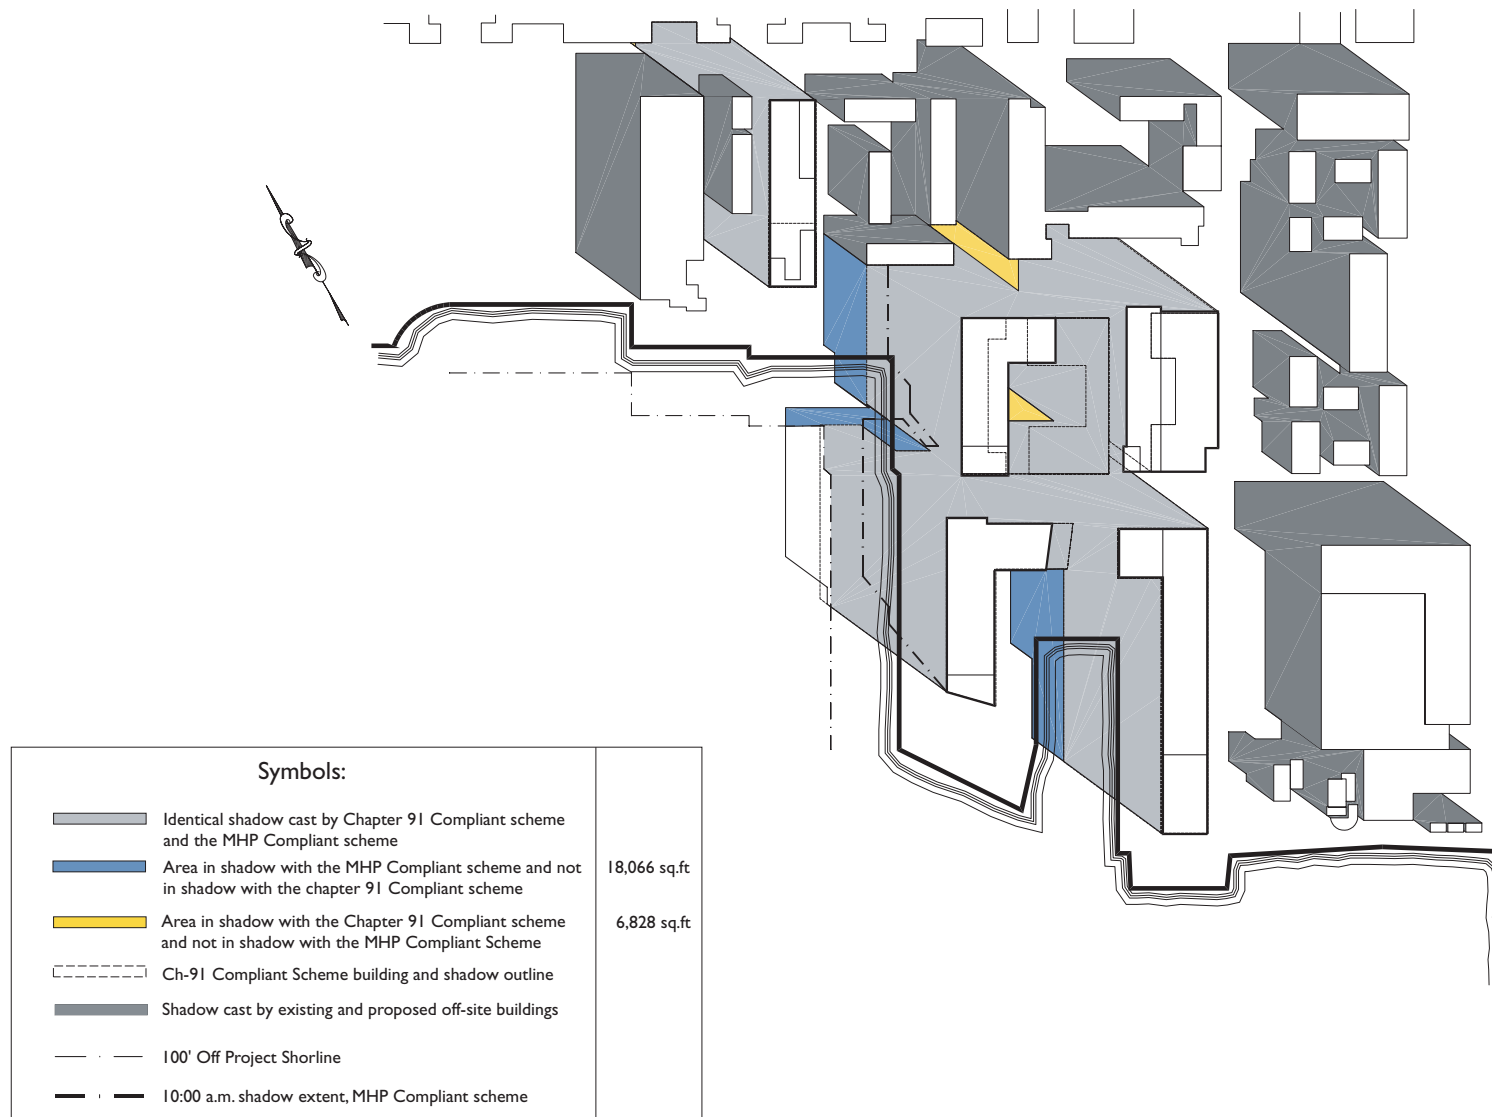 Symbols:
Identical shadow cast by Chapter 91 Compliant scheme
and the MHP Compliant scheme
Area in shadow with the MHP Compliant scheme and not
in shadow with the chapter 91 Compliant scheme
18,066 sq.ft
Area in shadow with the Chapter 91 Compliant scheme
and not in shadow with the MHP Compliant Scheme
6,828 sq.ft
Ch-91 Compliant Scheme building and shadow outline
Shadow cast by existing and proposed off-site buildings
100' Off Project Shorline
10:00 a.m. shadow extent, MHP Compliant scheme